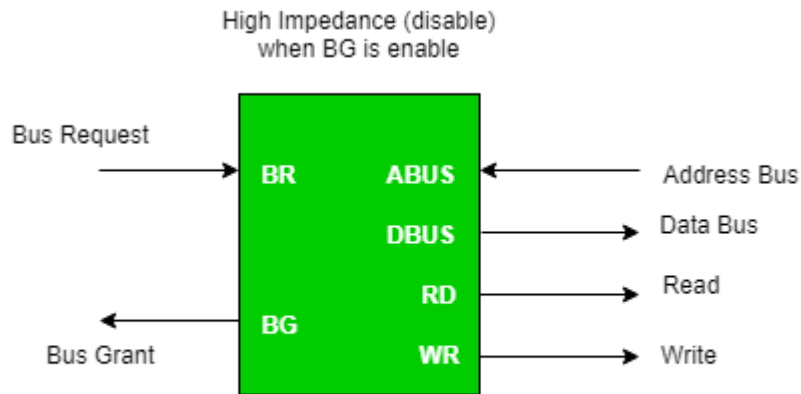 High Impedance (disable)
when BG is enable
Bus Request
BR
ABUS
Address Bus
DBUS
Data Bus
RD
Read
BG
Bus Grant
WR
Write